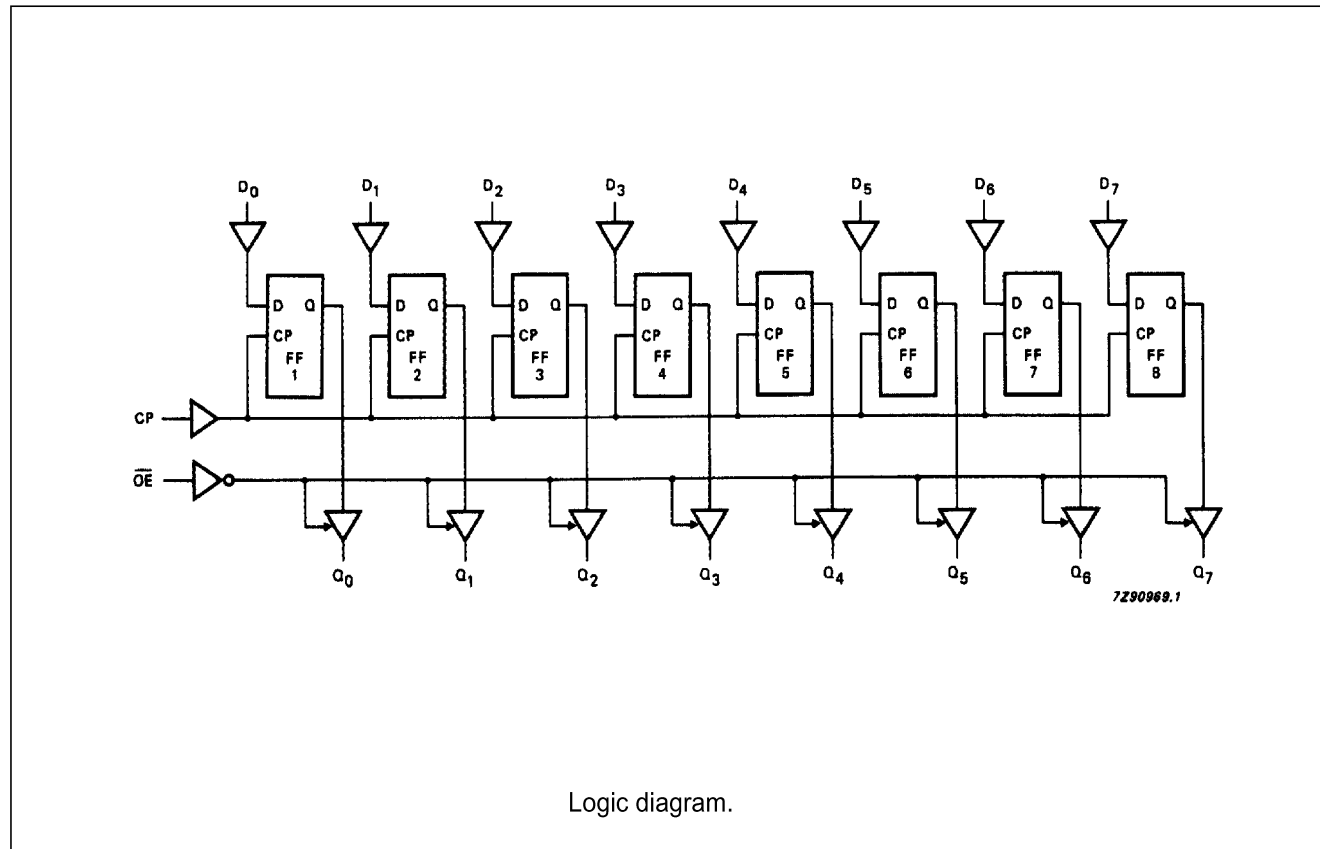 D0 D1 D2 D3 D4 D5 D6 D7
D Q D Q D Q D Q D Q D Q D Q D Q
CP CP CP CP CP CP CP CP
FF FF FF FF FF FF FF FF
1 2 3 4 5 6 7 8
CP
O̅E̅
Q0 Q1 Q2 Q3 Q4 Q5 Q6 Q7
7Z90969.1
Logic diagram.